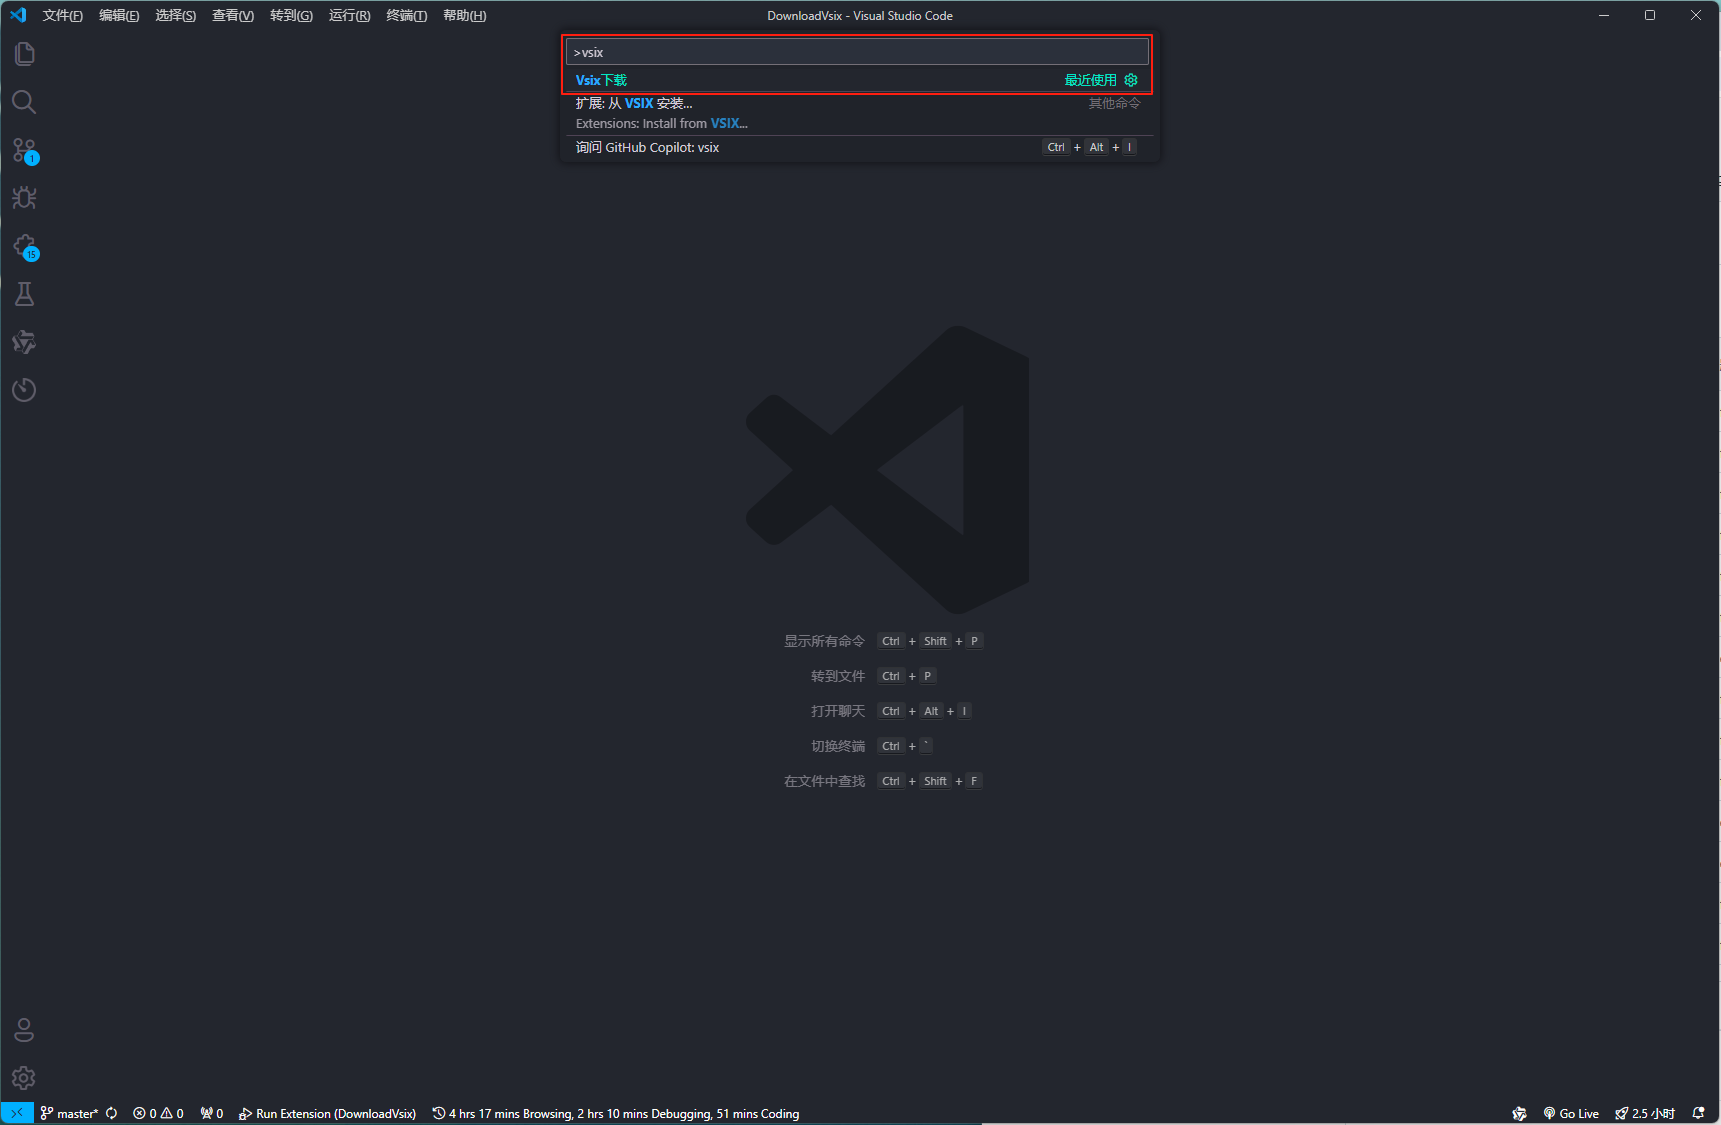 文件(F) 编辑(E) 选择(S) 查看(V) 转到(G) 运行(R) 终端(T) 帮助(H) DownloadVsix - Visual Studio Code
>vsix
Vsix下载 最近使用
扩展: 从 VSIX 安装... 其他命令
Extensions: Install from VSIX...
询问 GitHub Copilot: vsix Ctrl + Alt + I
1
15
显示所有命令 Ctrl + Shift + P
转到文件 Ctrl + P
打开聊天 Ctrl + Alt + I
切换终端 Ctrl + `
在文件中查找 Ctrl + Shift + F
master* 0 0 0 Run Extension (DownloadVsix) 4 hrs 17 mins Browsing, 2 hrs 10 mins Debugging, 51 mins Coding Go Live 2.5 小时